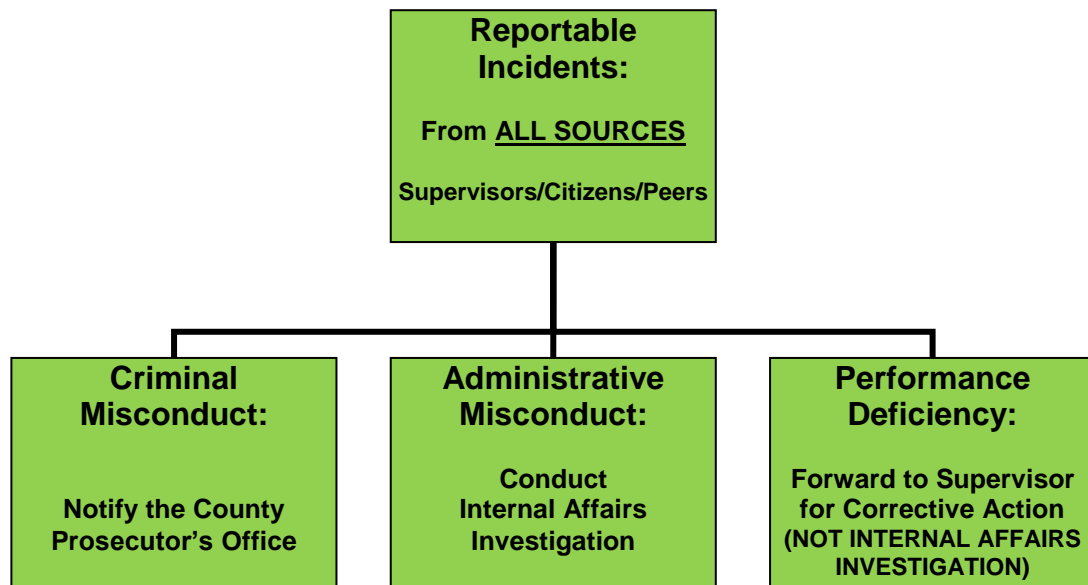 Reportable
Incidents:
From ALL SOURCES
Supervisors/Citizens/Peers
Criminal
Misconduct:
Notify the County
Prosecutor’s Office
Administrative
Misconduct:
Conduct
Internal Affairs
Investigation
Performance
Deficiency:
Forward to Supervisor
for Corrective Action
(NOT INTERNAL AFFAIRS
INVESTIGATION)